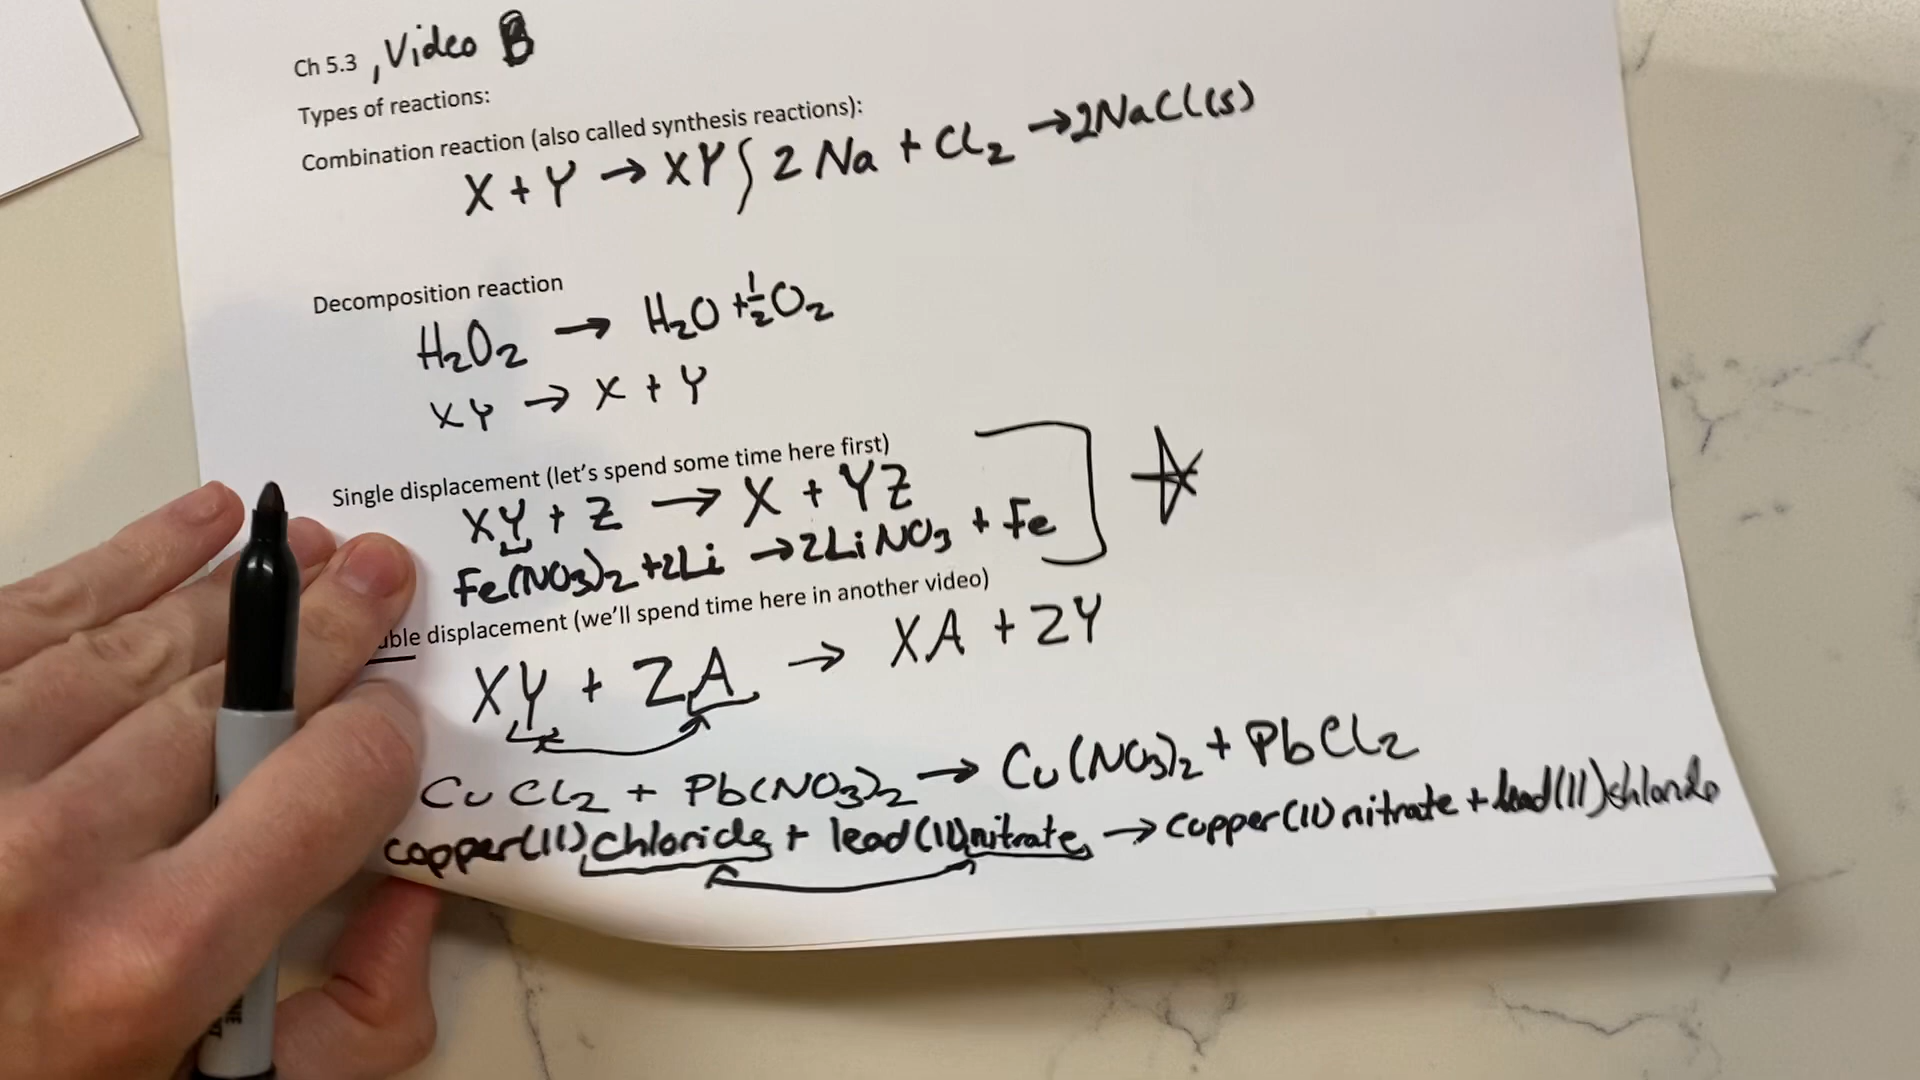 Ch 5.3, Video B
Types of reactions:
Combination reaction (also called synthesis reactions):
X + Y → XY ∫ 2 Na + Cl₂ → 2NaCl(s)
Decomposition reaction
H₂O₂ → H₂O + ½O₂
XY → X + Y
Single displacement (let's spend some time here first)
XY + Z → X + YZ
Fe(NO₃)₂ + 2Li → 2LiNO₃ + Fe
uble displacement (we'll spend time here in another video)
XY + ZA → XA + ZY
CuCl₂ + Pb(NO₃)₂ → Cu(NO₃)₂ + PbCl₂
copper(II) chloride + lead(II) nitrate → copper(II) nitrate + lead(II) chloride